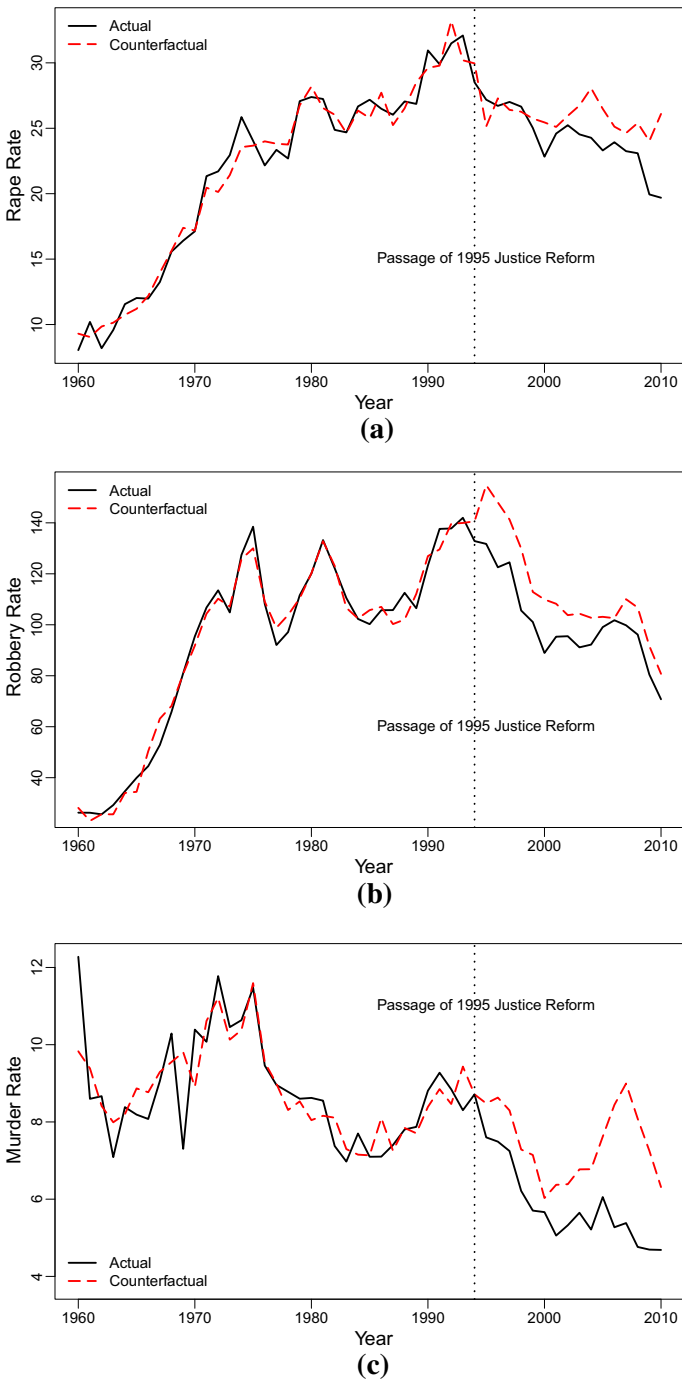 Actual
Counterfactual
Rape Rate
30
25
20
15
10
Passage of 1995 Justice Reform
1960 1970 1980 1990 2000 2010
Year
(a)
Actual
Counterfactual
Robbery Rate
140
120
100
80
60
40
Passage of 1995 Justice Reform
1960 1970 1980 1990 2000 2010
Year
(b)
Murder Rate
12
10
8
6
4
Passage of 1995 Justice Reform
Actual
Counterfactual
1960 1970 1980 1990 2000 2010
Year
(c)